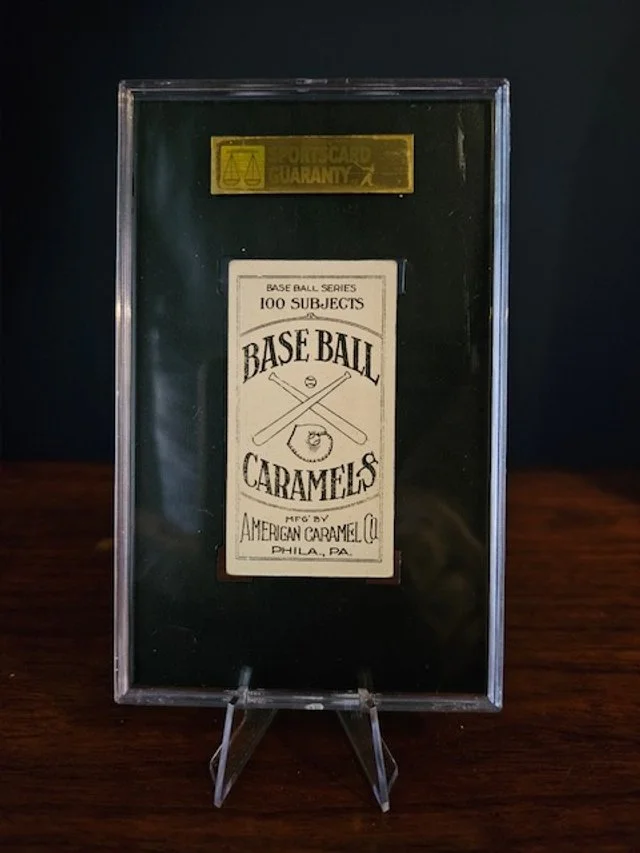 SPORTSCARD
GUARANTY
BASE BALL SERIES
100 SUBJECTS
BASE BALL
CARAMELS
MFG' BY
AMERICAN CARAMEL CO
PHILA., PA.